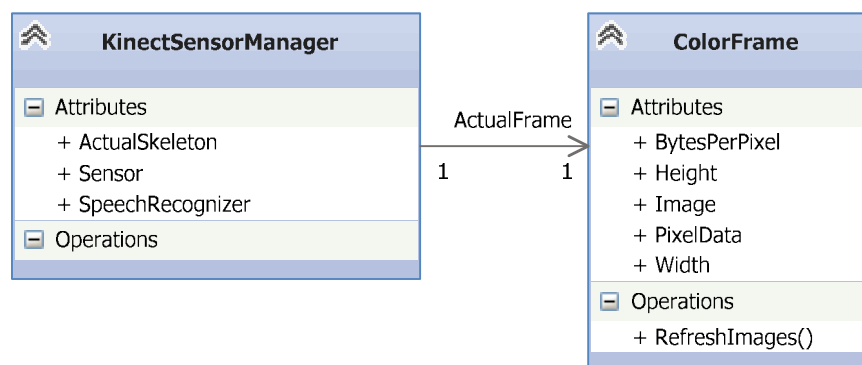 KinectSensorManager
Attributes
+ ActualSkeleton
+ Sensor
+ SpeechRecognizer
Operations
ActualFrame
1
1
ColorFrame
Attributes
+ BytesPerPixel
+ Height
+ Image
+ PixelData
+ Width
Operations
+ RefreshImages()